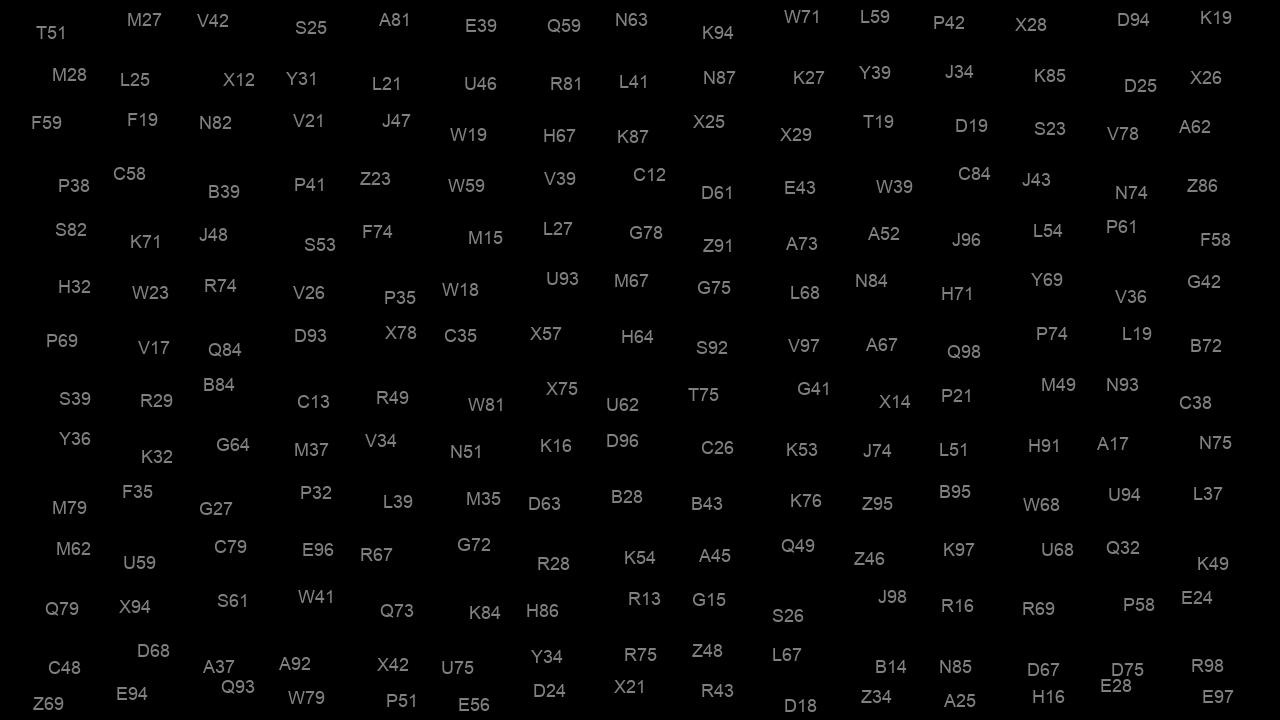 T51 M27 V42 S25 A81 E39 Q59 N63 K94 W71 L59 P42 X28 D94 K19
M28 L25 X12 Y31 L21 U46 R81 L41 N87 K27 Y39 J34 K85 D25 X26
F59 F19 N82 V21 J47 W19 H67 K87 X25 X29 T19 D19 S23 V78 A62
P38 C58 B39 P41 Z23 W59 V39 C12 D61 E43 W39 C84 J43 N74 Z86
S82 K71 J48 S53 F74 M15 L27 G78 Z91 A73 A52 J96 L54 P61 F58
H32 W23 R74 V26 P35 W18 U93 M67 G75 L68 N84 H71 Y69 V36 G42
P69 V17 Q84 D93 X78 C35 X57 H64 S92 V97 A67 Q98 P74 L19 B72
S39 R29 B84 C13 R49 W81 X75 U62 T75 G41 X14 P21 M49 N93 C38
Y36 K32 G64 M37 V34 N51 K16 D96 C26 K53 J74 L51 H91 A17 N75
M79 F35 G27 P32 L39 M35 D63 B28 B43 K76 Z95 B95 W68 U94 L37
M62 U59 C79 E96 R67 G72 R28 K54 A45 Q49 Z46 K97 U68 Q32 K49
Q79 X94 S61 W41 Q73 K84 H86 R13 G15 S26 J98 R16 R69 P58 E24
C48 D68 A37 A92 X42 U75 Y34 R75 Z48 L67 B14 N85 D67 D75 R98
Z69 E94 Q93 W79 P51 E56 D24 X21 R43 D18 Z34 A25 H16 E28 E97